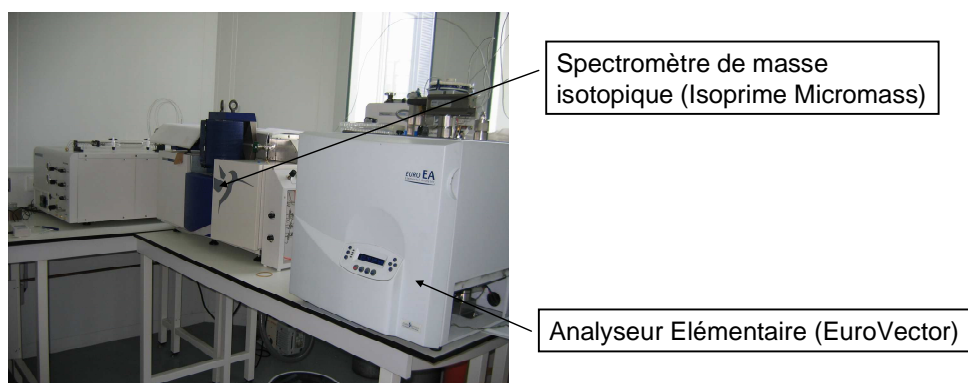 Spectromètre de masse
isotopique (Isoprime Micromass)
EURO EA
Analyseur Elémentaire (EuroVector)